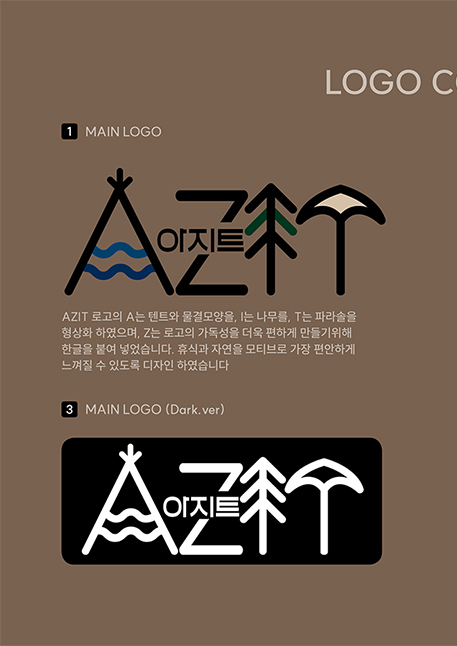 LOGO C
1 MAIN LOGO
AZIT
아지트
AZIT 로고의 A는 텐트와 물결모양을, I는 나무를, T는 파라솔을
형상화 하였으며, Z는 로고의 가독성을 더욱 편하게 만들기위해
한글을 붙여 넣었습니다. 휴식과 자연을 모티브로 가장 편안하게
느껴질 수 있도록 디자인 하였습니다
3 MAIN LOGO (Dark.ver)
AZIT
아지트